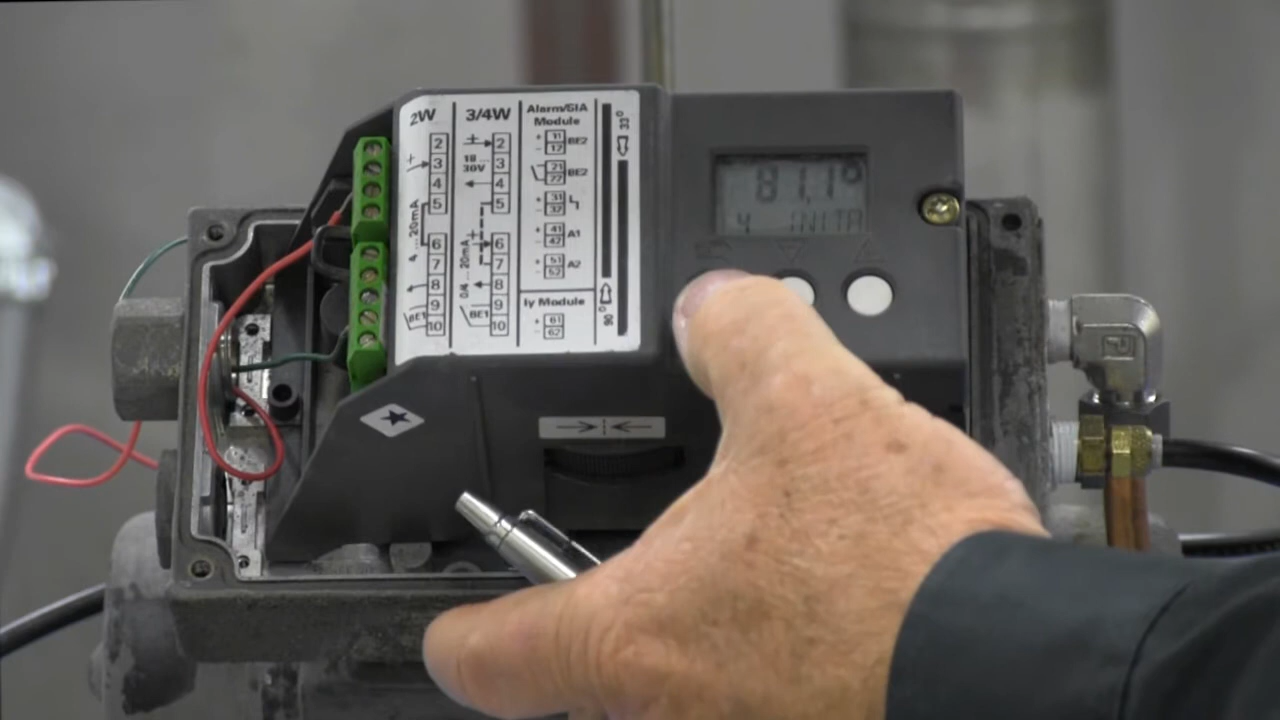 2W 3/4W Alarm/SIA
Module
2 2 + 11 BE2
- 12
+ 3 18 ... 3
30V
4 4 21 BE2
22
5 5 + 31
- 32
4 ... 20mA 6 0/4 ... 20mA + 6 + 41 A1
- 42
7 7 + 51 A2
- 52
8 8 Iy Module
BE1 9 BE1 9 + 61
10 10 - 62
33°
90°
81,1°
4 INITA